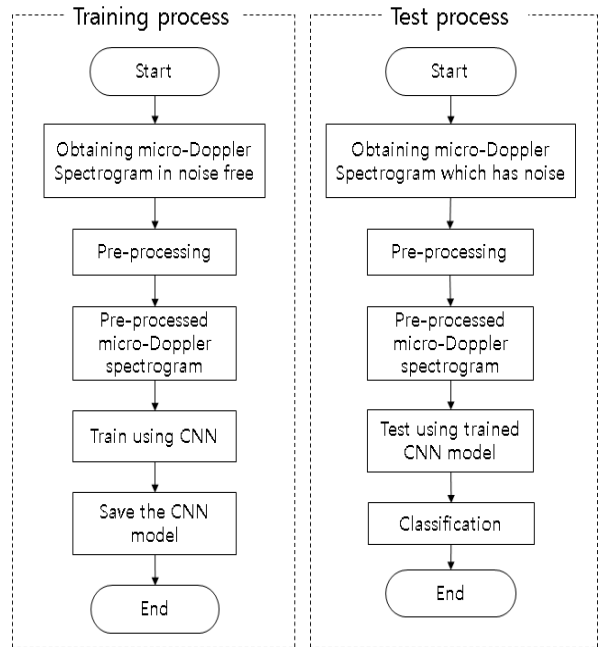 Training process
Start
Obtaining micro-Doppler
Spectrogram in noise free
Pre-processing
Pre-processed
micro-Doppler
spectrogram
Train using CNN
Save the CNN
model
End
Test process
Start
Obtaining micro-Doppler
Spectrogram which has noise
Pre-processing
Pre-processed
micro-Doppler
spectrogram
Test using trained
CNN model
Classification
End